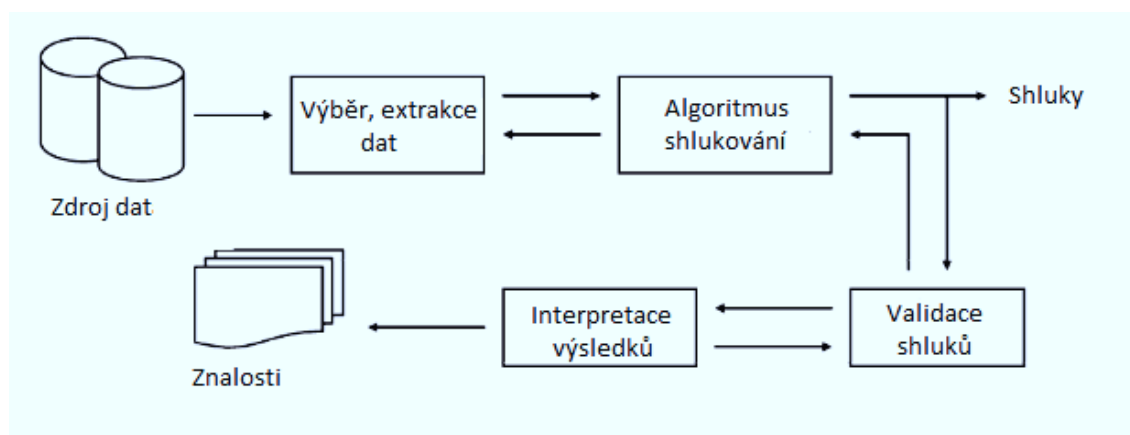 Výběr, extrakce
dat
Algoritmus
shlukování
Shluky
Zdroj dat
Interpretace
výsledků
Validace
shluků
Znalosti